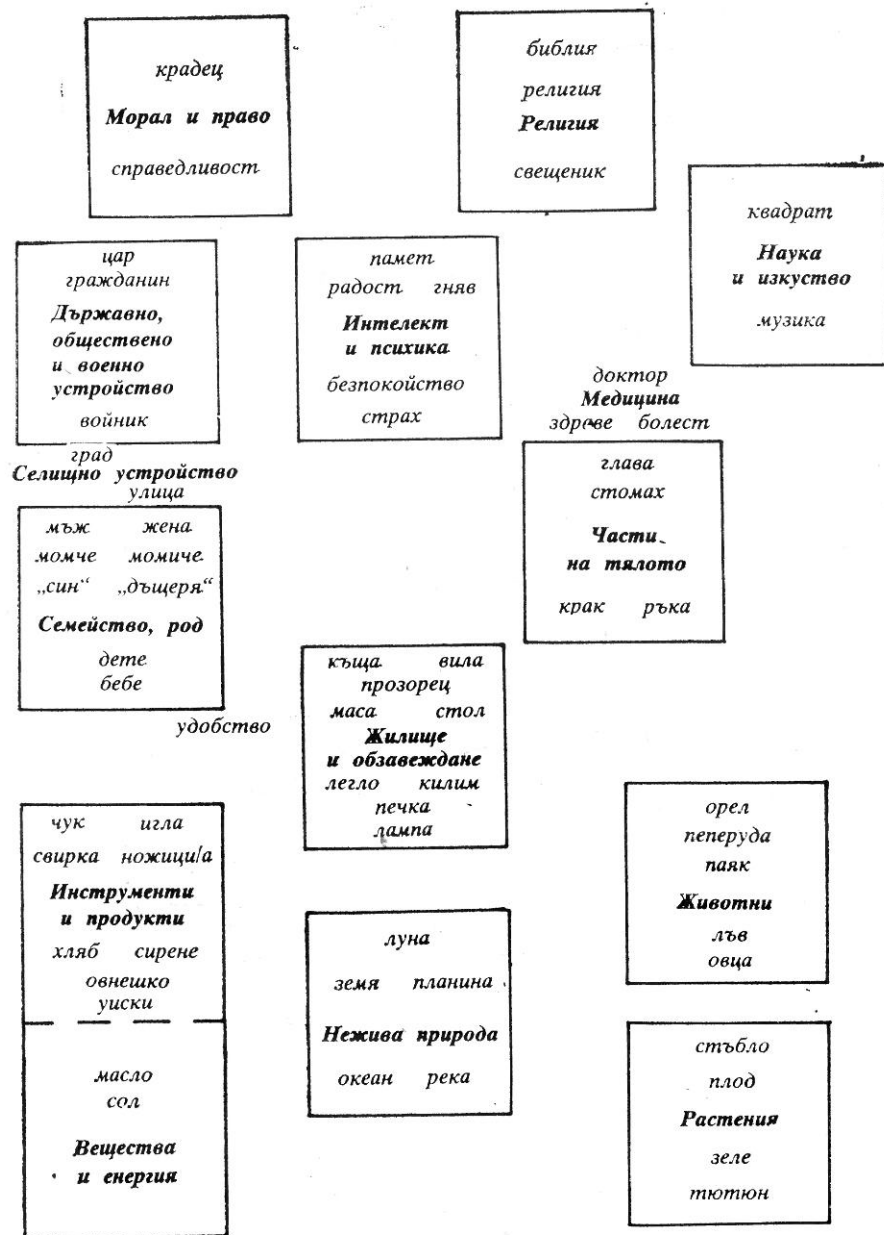 крадец
Морал и право
справедливост
библия
религия
Религия
свещеник
квадрат
Наука
и изкуство
музика
цар
гражданин
Държавно,
обществено
и военно
устройство
войник
памет
радост гняв
Интелект
и психика
безпокойство
страх
доктор
Медицина
здреве болест
град
Селищно устройство
улица
глава
стомах
Части
на тялото
крак ръка
мъж жена
момче момиче
„син“ „дъщеря“
Семейство, род
дете
бебе
удобство
къща вила
прозорец
маса стол
Жилище
и обзавеждане
легло килим
печка
лампа
чук игла
свирка ножици/а
Инструменти
и продукти
хляб сирене
овнешко
уиски
масло
сол
Вещества
и енергия
луна
земя планина
Нежива природа
океан река
орел
пеперуда
паяк
Животни
лъв
овца
стъбло
плод
Растения
зеле
тютюн